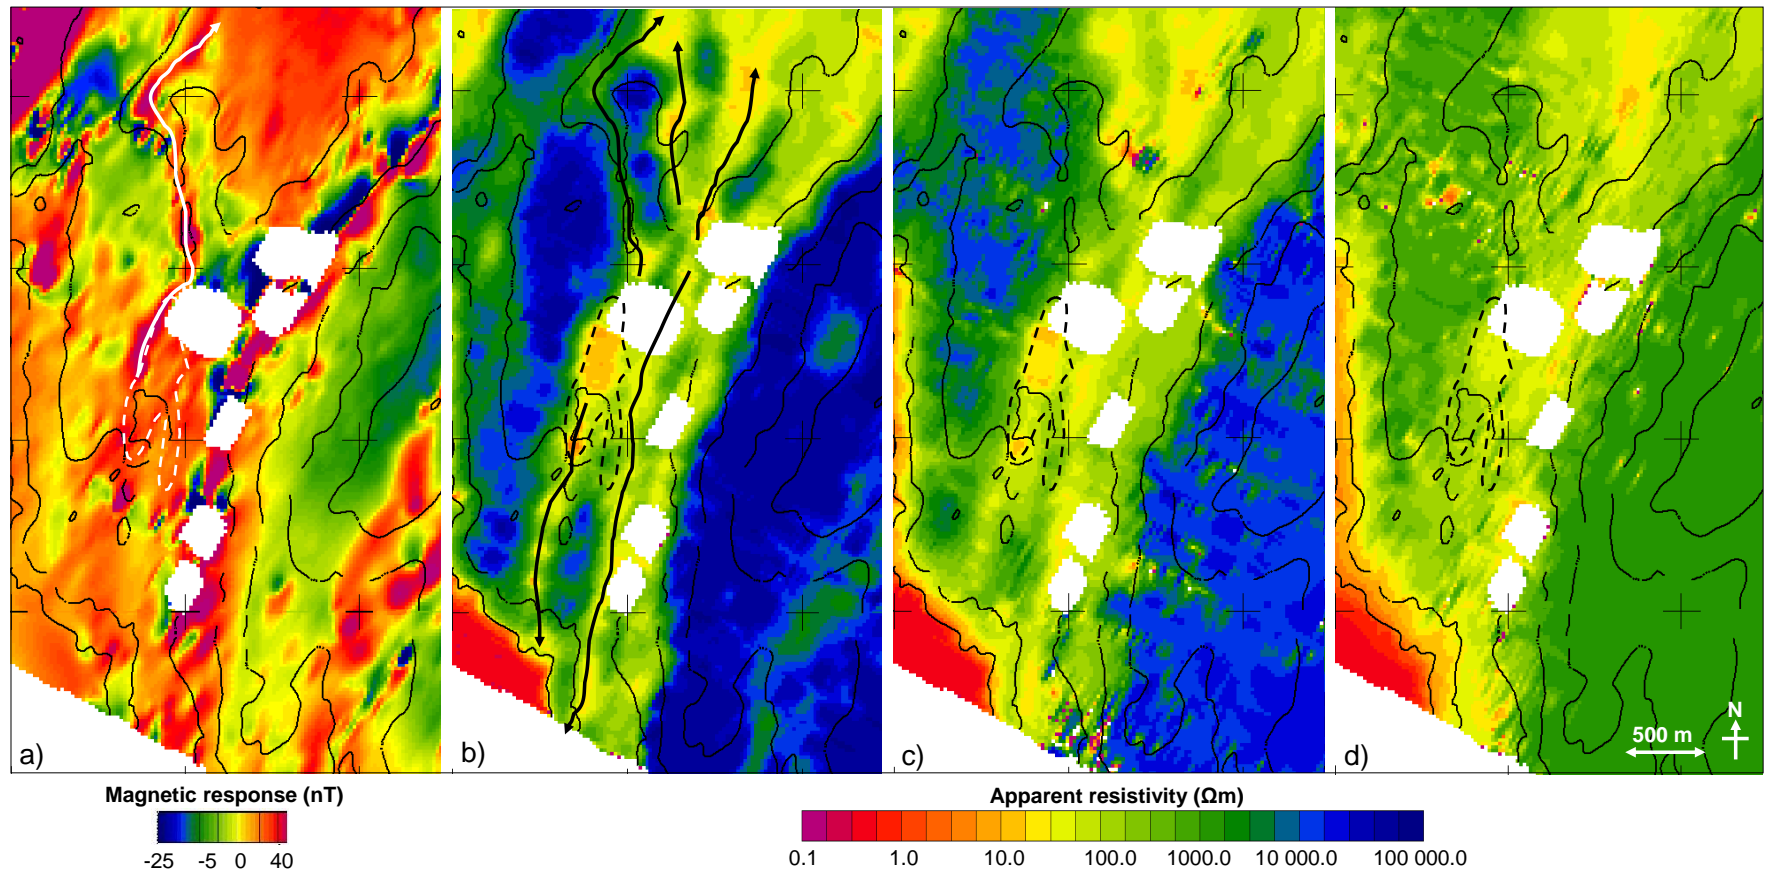 a)
b)
c)
d)
N
500 m
Magnetic response (nT)
-25 -5 0 40
Apparent resistivity (Ωm)
0.1 1.0 10.0 100.0 1000.0 10 000.0 100 000.0